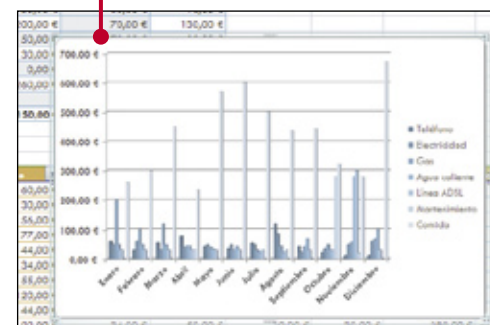 70,00 € 130,00 €
700,00 €
600,00 €
500,00 €
400,00 €
300,00 €
200,00 €
100,00 €
0,00 €
Teléfono
Electricidad
Gas
Agua caliente
Línea ADSL
Mantenimiento
Comida
Enero
Febrero
Marzo
Abril
Mayo
Junio
Julio
Agosto
Septiembre
Octubre
Noviembre
Diciembre